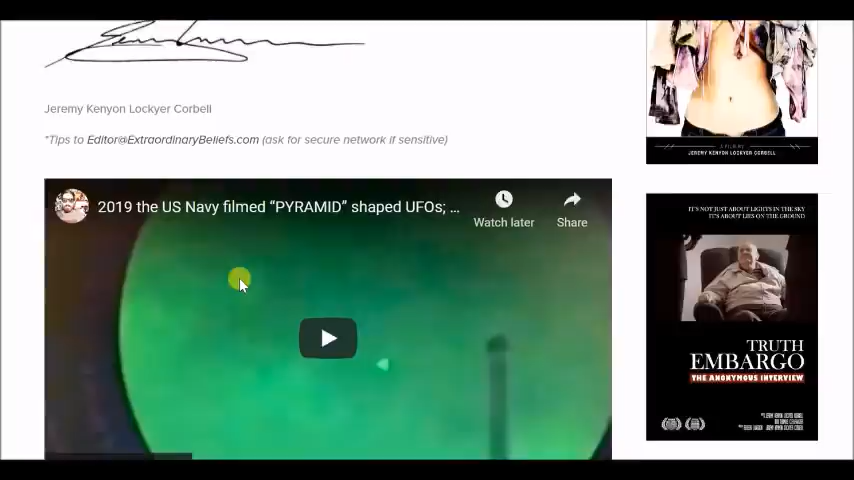 Jeremy Kenyon Lockyer Corbell
*Tips to Editor@ExtraordinaryBeliefs.com (ask for secure network if sensitive)
2019 the US Navy filmed “PYRAMID” shaped UFOs; ...
Watch later
Share
JEREMY KENYON LOCKYER CORBELL
IT'S NOT JUST ABOUT LIGHTS IN THE SKY
IT'S ABOUT LIES ON THE GROUND
TRUTH
EMBARGO
THE ANONYMOUS INTERVIEW